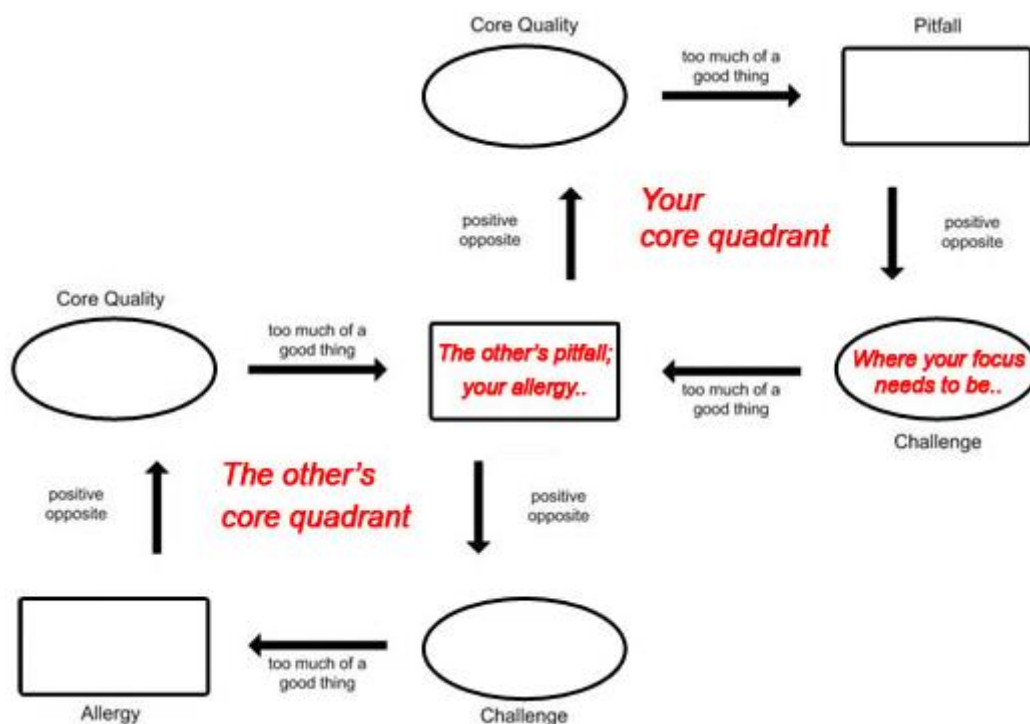 Core Quality
Pitfall
too much of a
good thing
Your
core quadrant
positive
opposite
positive
opposite
Core Quality
too much of a
good thing
The other's pitfall;
your allergy..
too much of a
good thing
Where your focus
needs to be..
Challenge
The other's
core quadrant
positive
opposite
positive
opposite
too much of a
good thing
Allergy
Challenge